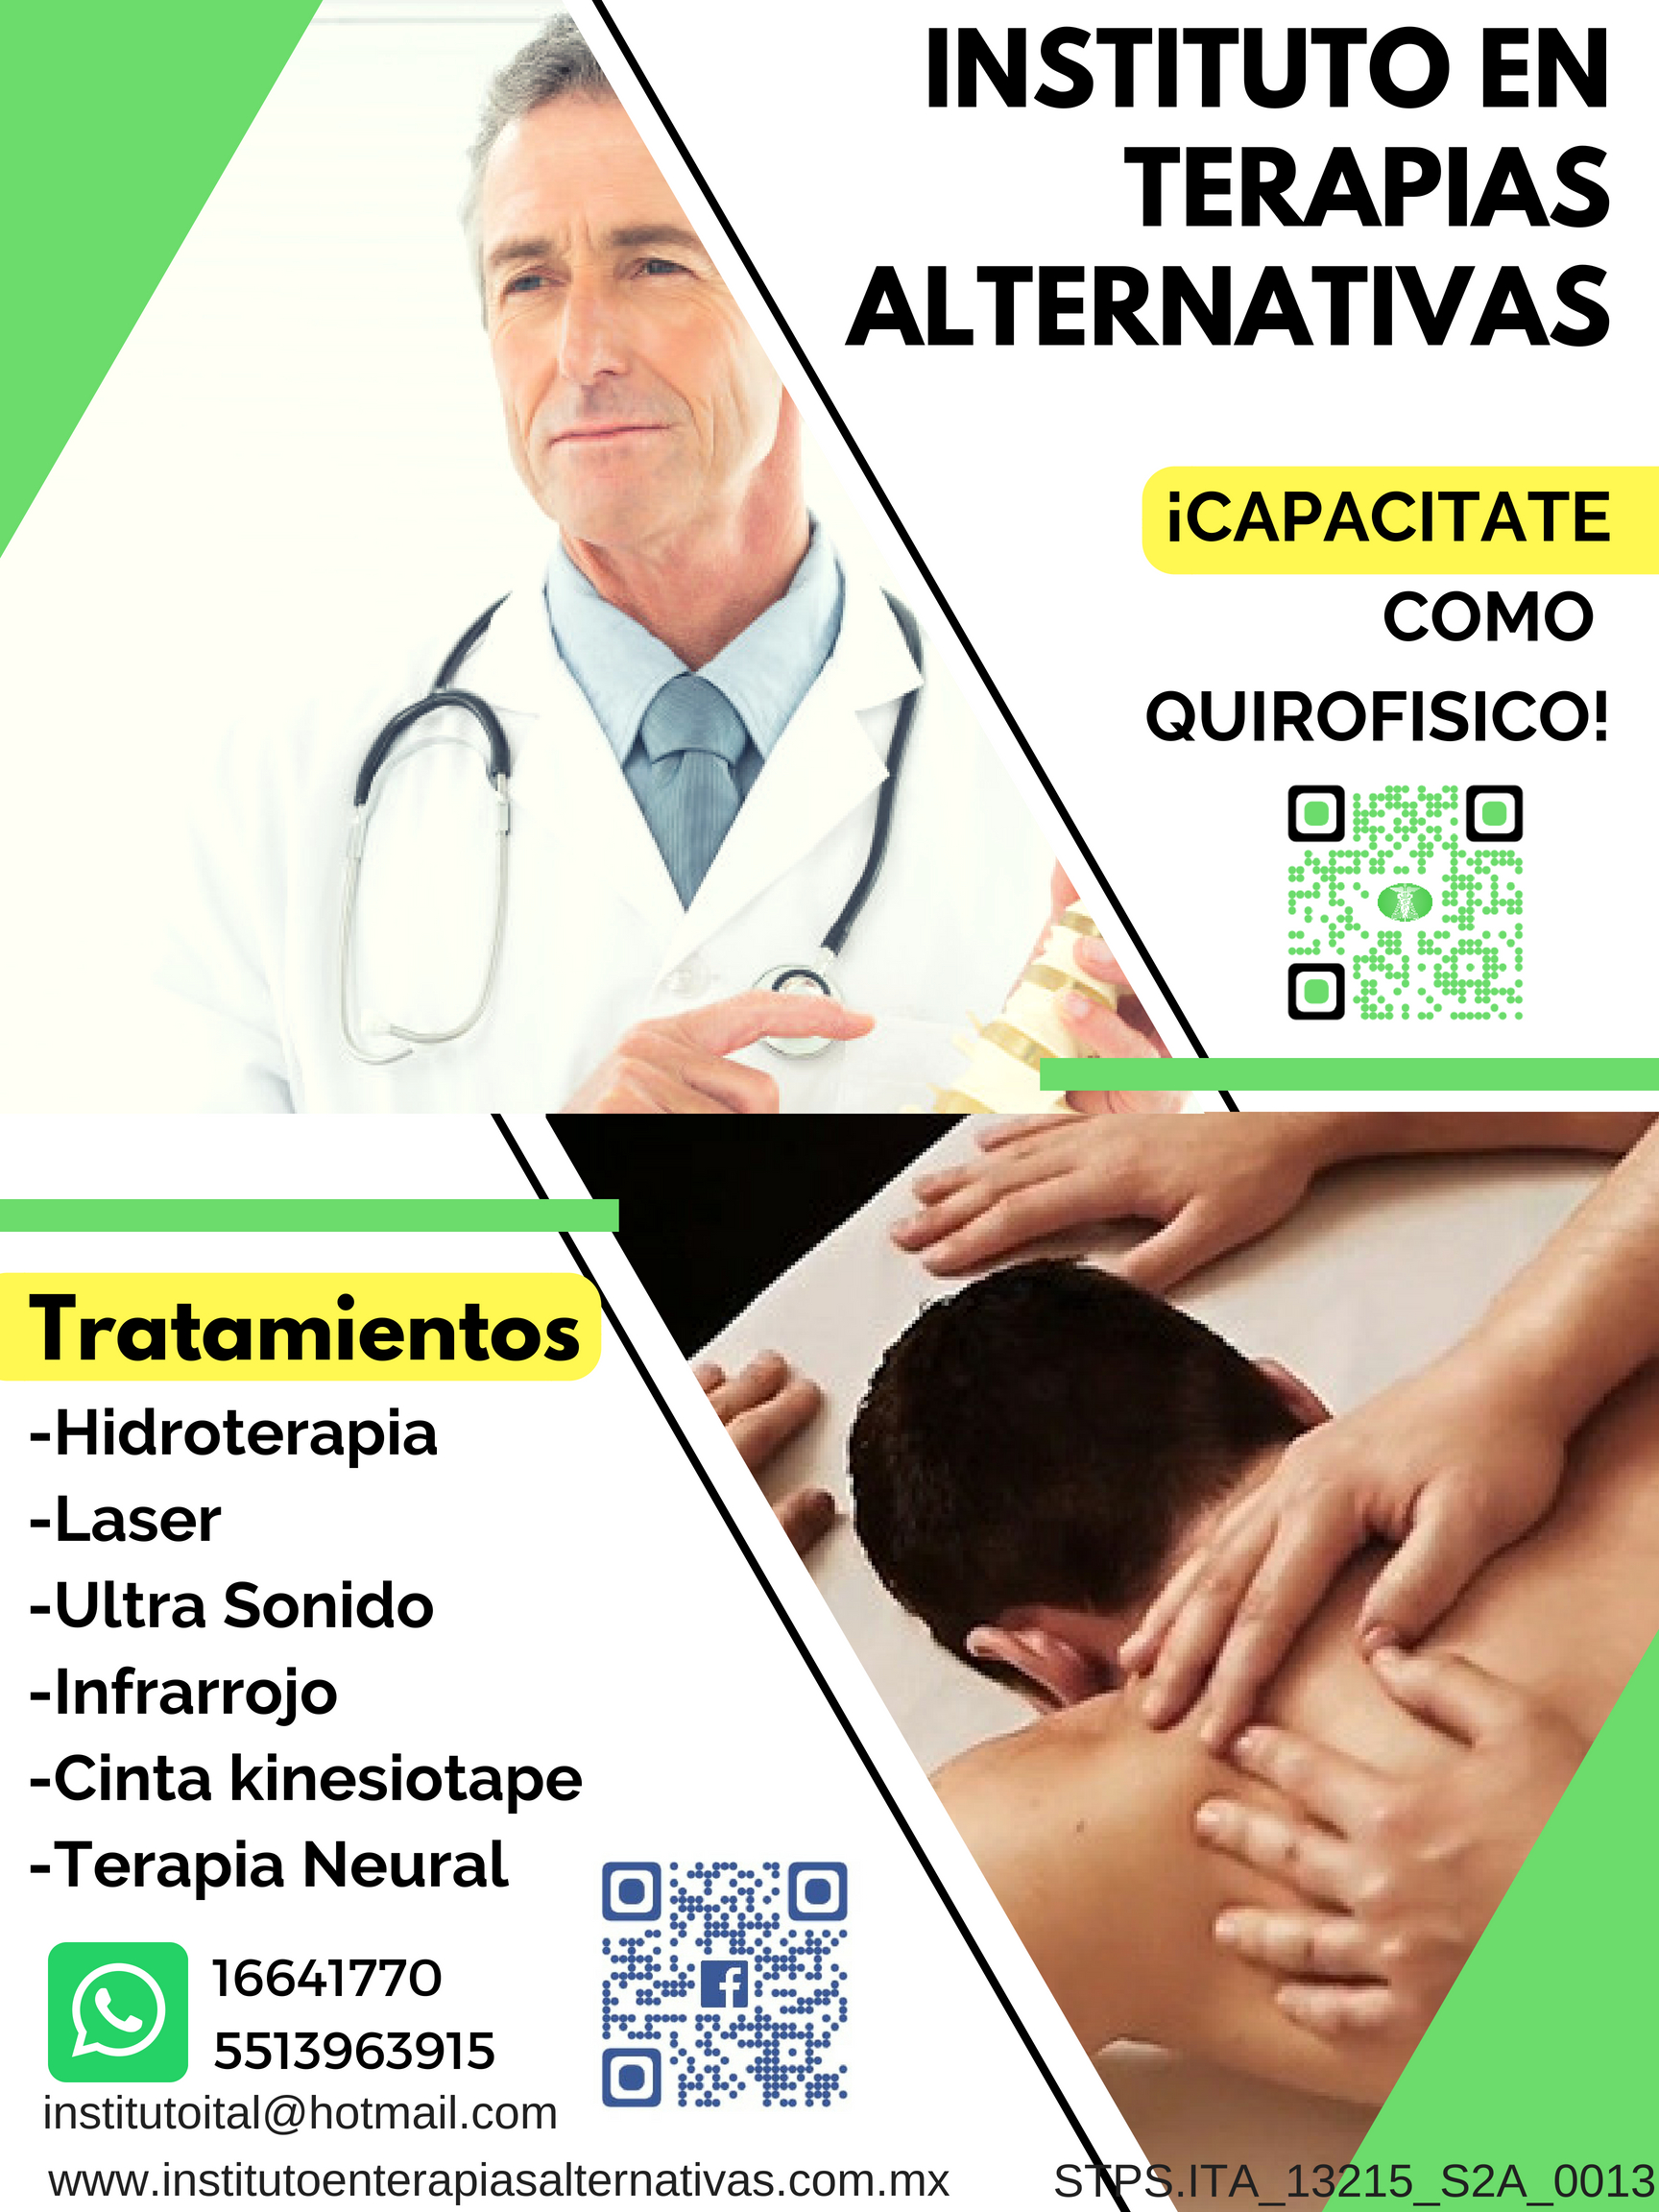 INSTITUTO EN
TERAPIAS
ALTERNATIVAS
¡CAPACITATE
COMO
QUIROFISICO!
Tratamientos
-Hidroterapia
-Laser
-Ultra Sonido
-Infrarrojo
-Cinta kinesiotape
-Terapia Neural
16641770
5513963915
institutoital@hotmail.com
www.institutoenterapiasalternativas.com.mx
STPS.ITA_13215_S2A_0013